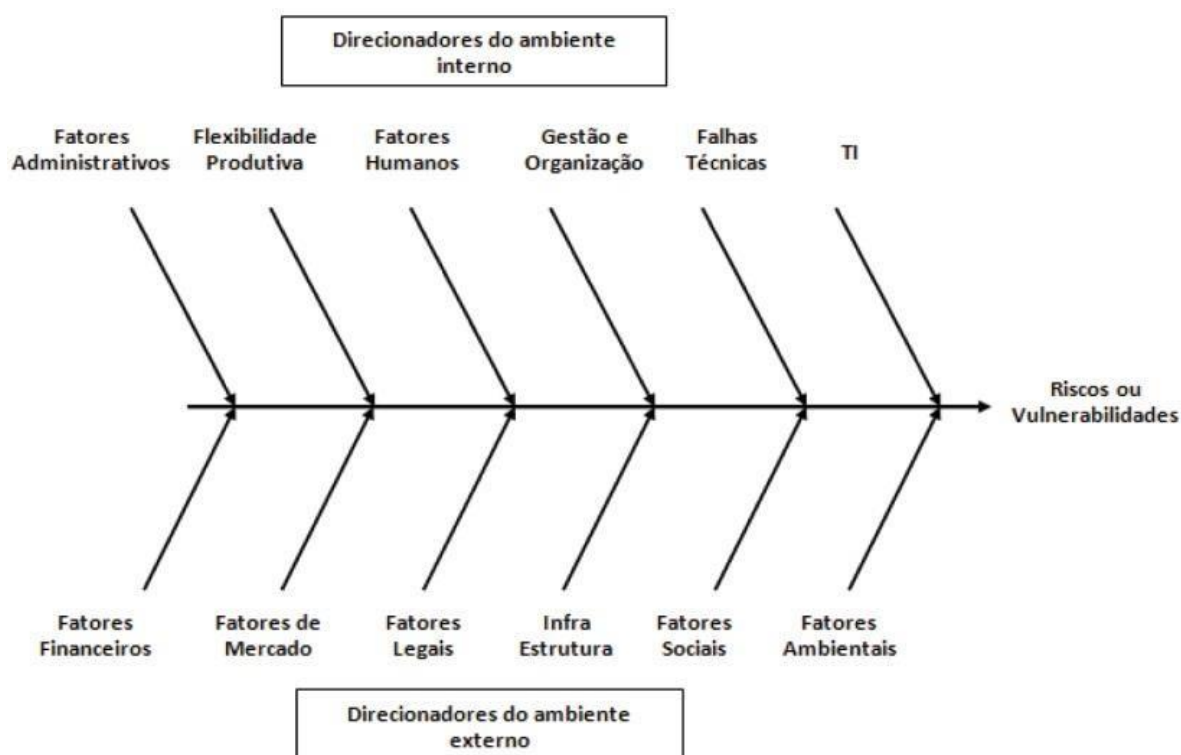 Direcionadores do ambiente
interno
Fatores
Administrativos
Flexibilidade
Produtiva
Fatores
Humanos
Gestão e
Organização
Falhas
Técnicas
TI
Riscos ou
Vulnerabilidades
Fatores
Financeiros
Fatores de
Mercado
Fatores
Legais
Infra
Estrutura
Fatores
Sociais
Fatores
Ambientais
Direcionadores do ambiente
externo